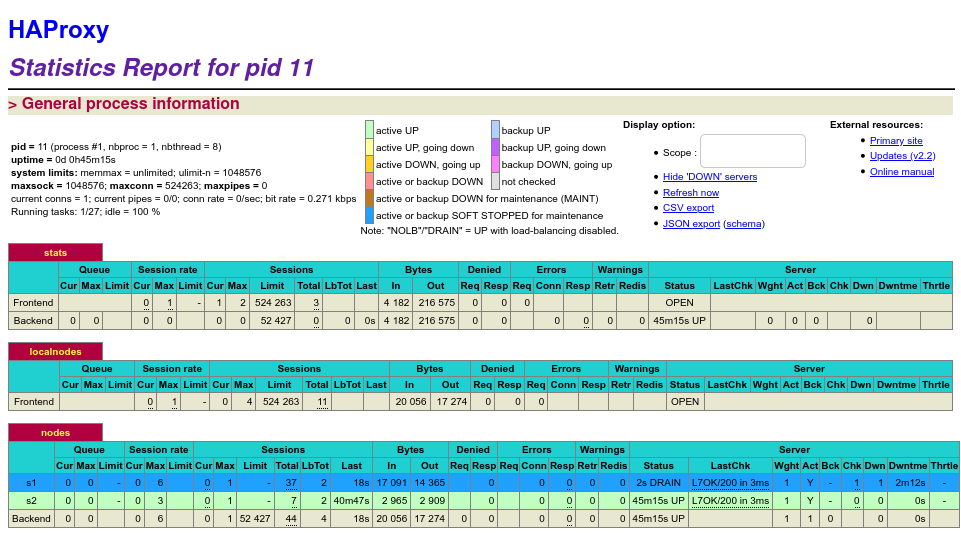 HAProxy
Statistics Report for pid 11
> General process information
pid = 11 (process #1, nbproc = 1, nbthread = 8)
uptime = 0d 0h45m15s
system limits: memmax = unlimited; ulimit-n = 1048576
maxsock = 1048576; maxconn = 524263; maxpipes = 0
current conns = 1; current pipes = 0/0; conn rate = 0/sec; bit rate = 0.271 kbps
Running tasks: 1/27; idle = 100 %
active UP backup UP
active UP, going down backup UP, going down
active DOWN, going up backup DOWN, going up
active or backup DOWN not checked
active or backup DOWN for maintenance (MAINT)
active or backup SOFT STOPPED for maintenance
Note: "NOLB"/"DRAIN" = UP with load-balancing disabled.
Display option:
Scope :
Hide 'DOWN' servers
Refresh now
CSV export
JSON export (schema)
External resources:
Primary site
Updates (v2.2)
Online manual
stats
Queue Session rate Sessions Bytes Denied Errors Warnings Server
Cur Max Limit Cur Max Limit Cur Max Limit Total LbTot Last In Out Req Resp Req Conn Resp Retr Redis Status LastChk Wght Act Bck Chk Dwn Dwntme Thrtle
Frontend 0 1 - 1 2 524 263 3 4 182 216 575 0 0 0 OPEN
Backend 0 0 0 0 0 0 52 427 0 0 0s 4 182 216 575 0 0 0 0 0 0 45m15s UP 0 0 0 0
localnodes
Queue Session rate Sessions Bytes Denied Errors Warnings Server
Cur Max Limit Cur Max Limit Cur Max Limit Total LbTot Last In Out Req Resp Req Conn Resp Retr Redis Status LastChk Wght Act Bck Chk Dwn Dwntme Thrtle
Frontend 0 1 - 0 4 524 263 11 20 056 17 274 0 0 0 OPEN
nodes
Queue Session rate Sessions Bytes Denied Errors Warnings Server
Cur Max Limit Cur Max Limit Cur Max Limit Total LbTot Last In Out Req Resp Req Conn Resp Retr Redis Status LastChk Wght Act Bck Chk Dwn Dwntme Thrtle
s1 0 0 - 0 6 0 1 - 37 2 18s 17 091 14 365 0 0 0 0 0 2s DRAIN L7OK/200 in 3ms 1 Y - 1 1 2m12s -
s2 0 0 - 0 3 0 1 - 7 2 40m47s 2 965 2 909 0 0 0 0 0 45m15s UP L7OK/200 in 3ms 1 Y - 0 0 0s -
Backend 0 0 0 6 0 1 52 427 44 4 18s 20 056 17 274 0 0 0 0 0 0 45m15s UP 1 1 0 0 0s